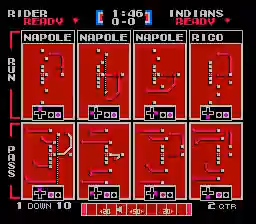 RIDER 1:46 INDIANS
READY ♥ 0-0 READY ♥
NAPOLE NAPOLE NAPOLE RICO
RUN
PASS
1 DOWN 10 2 QTR